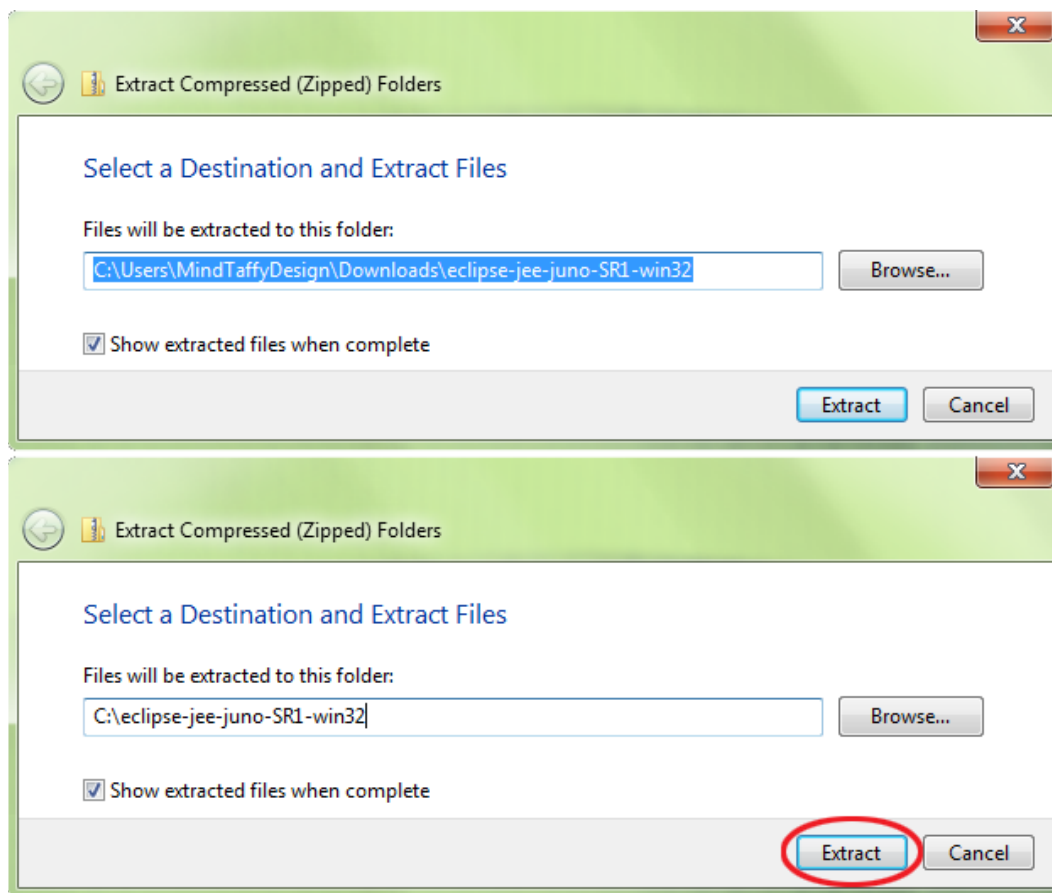 Extract Compressed (Zipped) Folders
Select a Destination and Extract Files
Files will be extracted to this folder:
C:\Users\MindTaffyDesign\Downloads\eclipse-jee-juno-SR1-win32 Browse...
Show extracted files when complete
Extract Cancel
Extract Compressed (Zipped) Folders
Select a Destination and Extract Files
Files will be extracted to this folder:
C:\eclipse-jee-juno-SR1-win32 Browse...
Show extracted files when complete
Extract Cancel